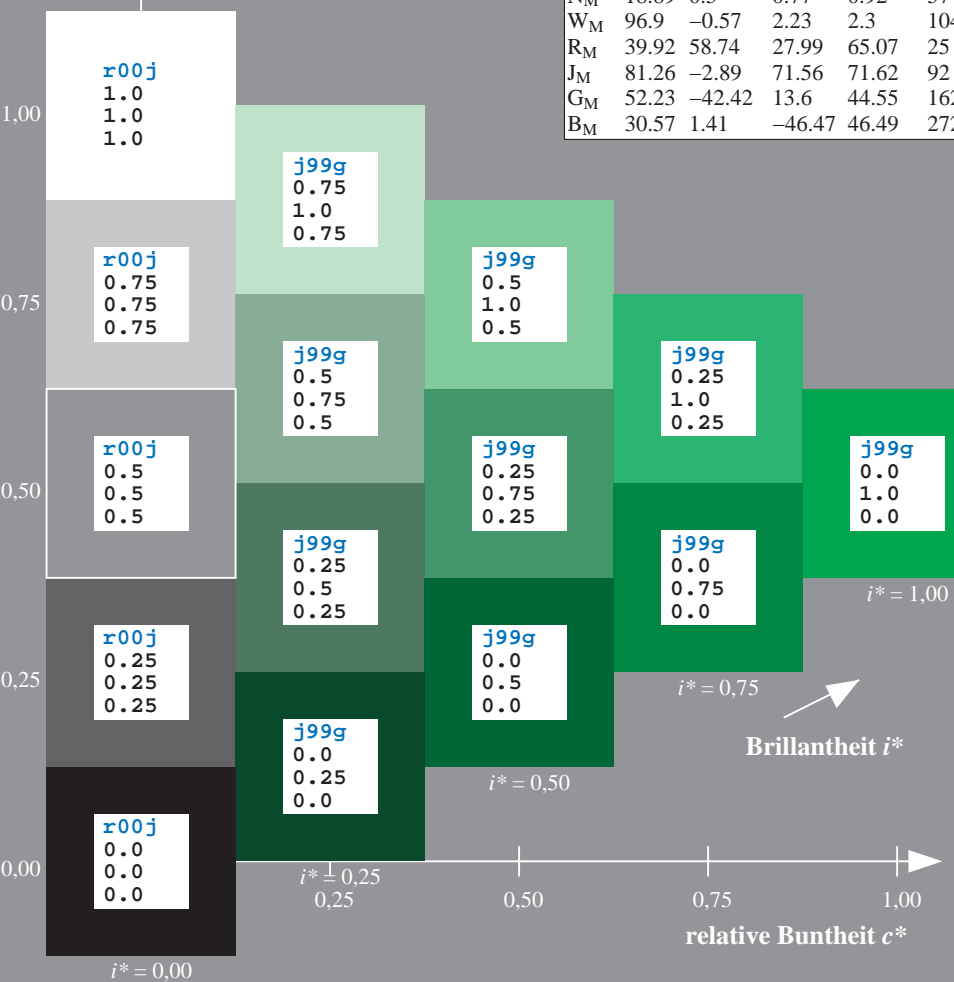 W_M 96.9 −0.57 2.23 2.3
R_M 39.92 58.74 27.99 65.07 25
J_M 81.26 −2.89 71.56 71.62 92
G_M 52.23 −42.42 13.6 44.55
B_M 30.57 1.41 −46.47 46.49
r00j
1.0
1.0
1.0
1,00
j99g
0.75
1.0
0.75
r00j
0.75
0.75
0.75
0,75
j99g
0.5
1.0
0.5
j99g
0.5
0.75
0.5
j99g
0.25
1.0
0.25
r00j
0.5
0.5
0.5
0,50
j99g
0.25
0.75
0.25
j99g
0.0
1.0
0.0
i* = 1,00
j99g
0.25
0.5
0.25
j99g
0.0
0.75
0.0
i* = 0,75
r00j
0.25
0.25
0.25
0,25
j99g
0.0
0.5
0.0
i* = 0,50
Brillantheit i*
j99g
0.0
0.25
0.0
i* = 0,25
r00j
0.0
0.0
0.0
0,00
i* = 0,00
0,25
0,50
0,75
1,00
relative Buntheit c*